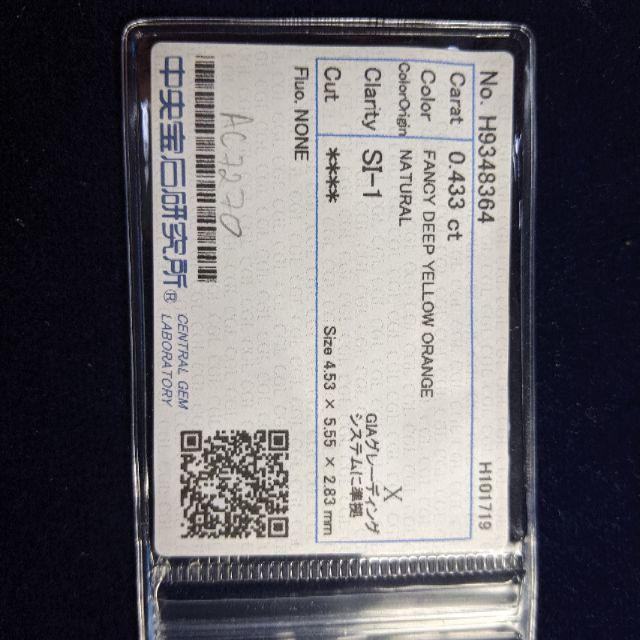 No. H9348364 H101719
Carat 0.433 ct
Color FANCY DEEP YELLOW ORANGE
ColorOrigin NATURAL X
Clarity SI-1 GIAグレーディング
システムに準拠
Cut **** Size 4.53 × 5.55 × 2.83 mm
Fluo. NONE
AC7270
中央宝石研究所® CENTRAL GEM
LABORATORY